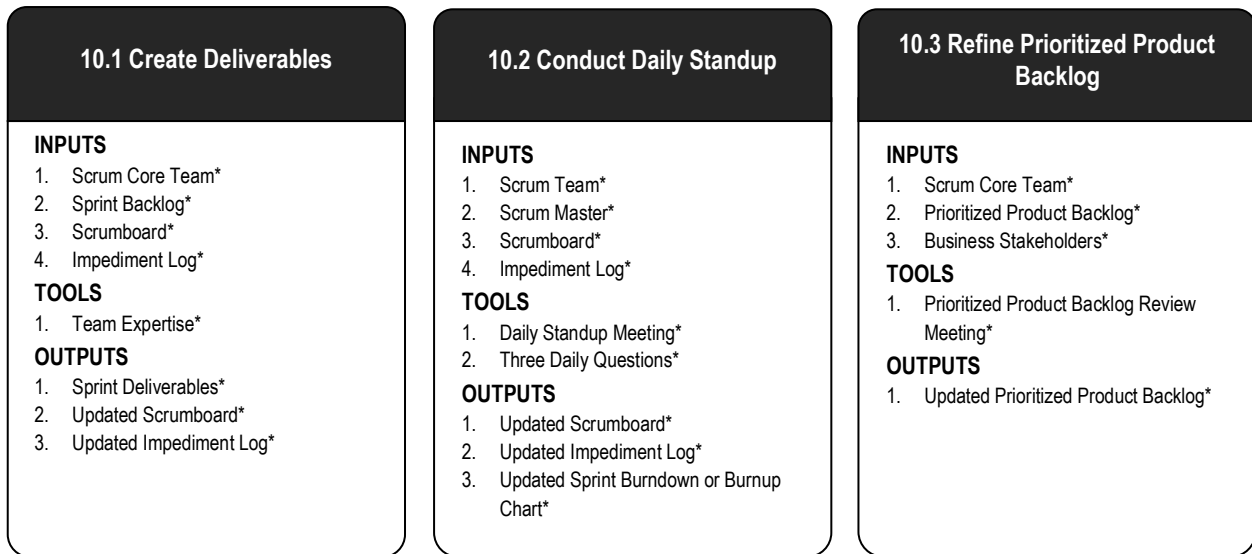 10.1 Create Deliverables
INPUTS
1. Scrum Core Team*
2. Sprint Backlog*
3. Scrumboard*
4. Impediment Log*
TOOLS
1. Team Expertise*
OUTPUTS
1. Sprint Deliverables*
2. Updated Scrumboard*
3. Updated Impediment Log*
10.2 Conduct Daily Standup
INPUTS
1. Scrum Team*
2. Scrum Master*
3. Scrumboard*
4. Impediment Log*
TOOLS
1. Daily Standup Meeting*
2. Three Daily Questions*
OUTPUTS
1. Updated Scrumboard*
2. Updated Impediment Log*
3. Updated Sprint Burndown or Burnup
Chart*
10.3 Refine Prioritized Product
Backlog
INPUTS
1. Scrum Core Team*
2. Prioritized Product Backlog*
3. Business Stakeholders*
TOOLS
1. Prioritized Product Backlog Review
Meeting*
OUTPUTS
1. Updated Prioritized Product Backlog*